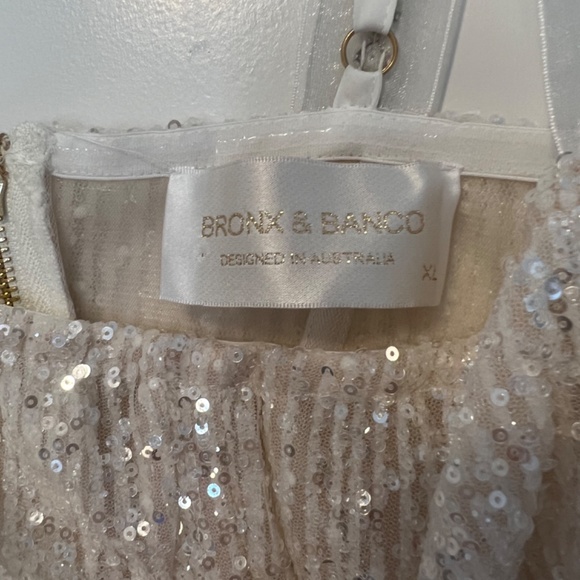 BRONX & BANCO
DESIGNED IN AUSTRALIA
XL